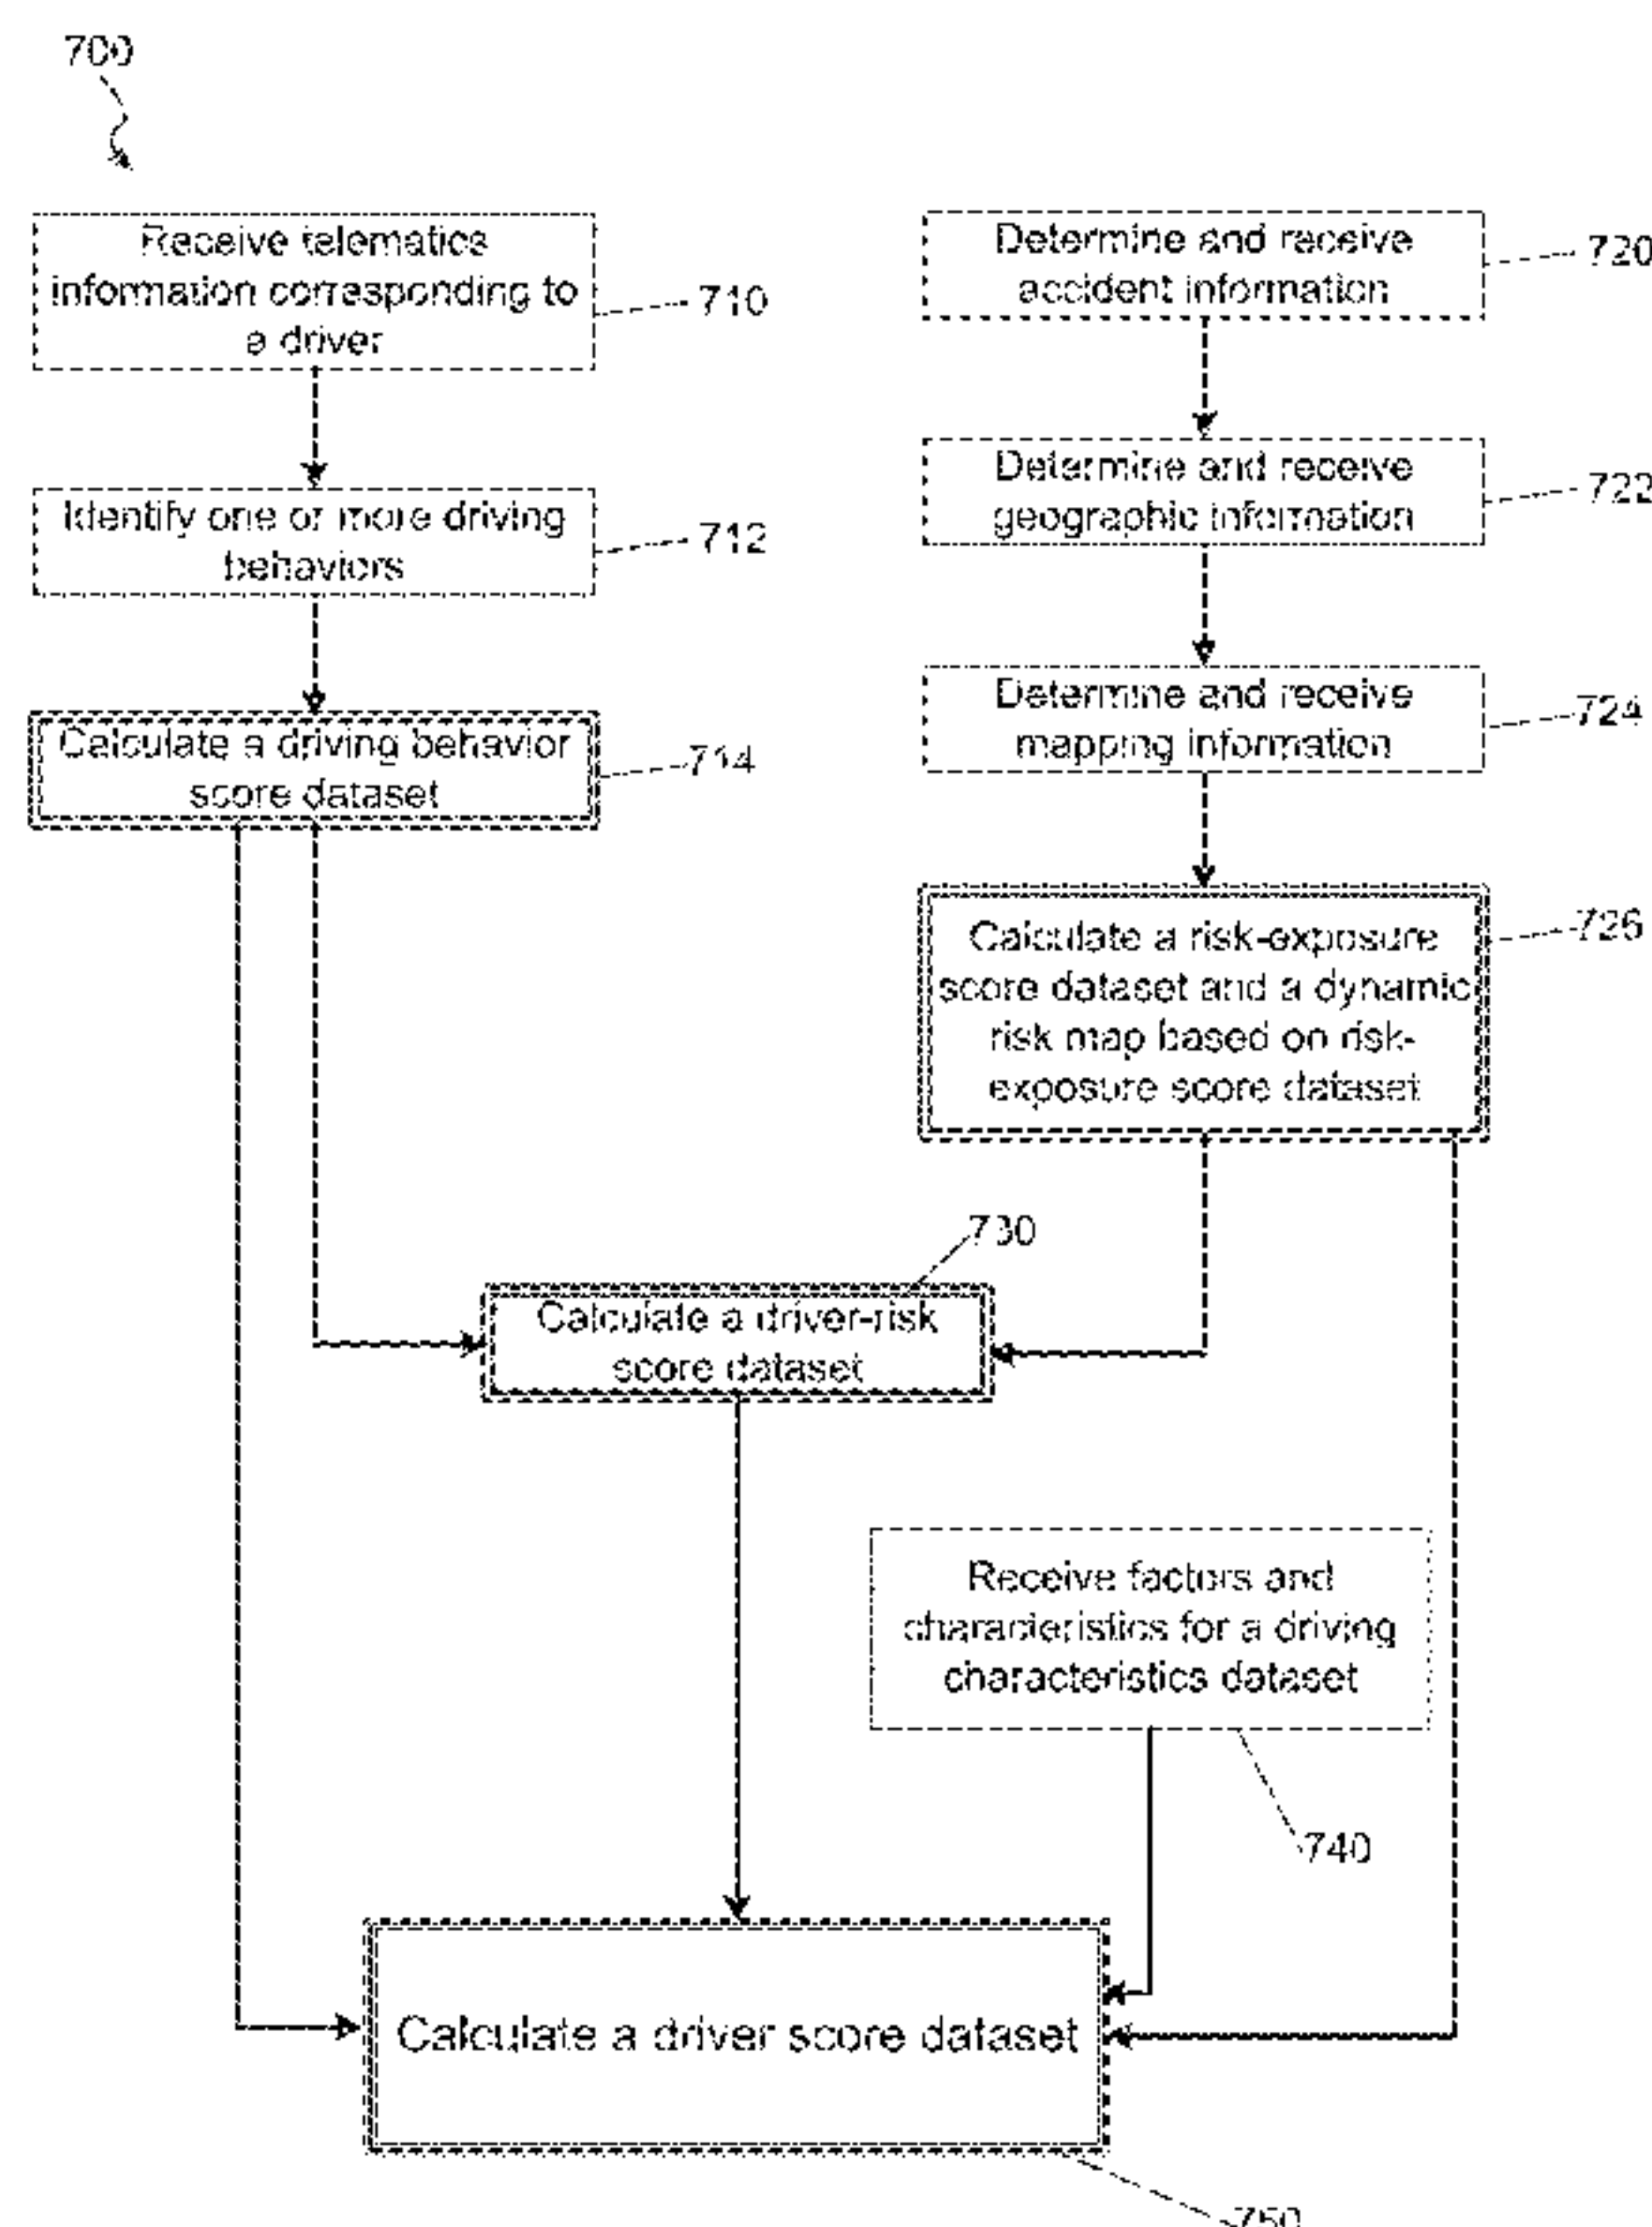 700
Receive telematics
information corresponding to
a driver
710
Identify one or more driving
behaviors
712
Calculate a driving behavior
score dataset
714
Determine and receive
accident information
720
Determine and receive
geographic information
722
Determine and receive
mapping information
724
Calculate a risk-exposure
score dataset and a dynamic
risk map based on risk-
exposure score dataset
726
730
Calculate a driver-risk
score dataset
Receive factors and
characteristics for a driving
characteristics dataset
740
Calculate a driver score dataset
750